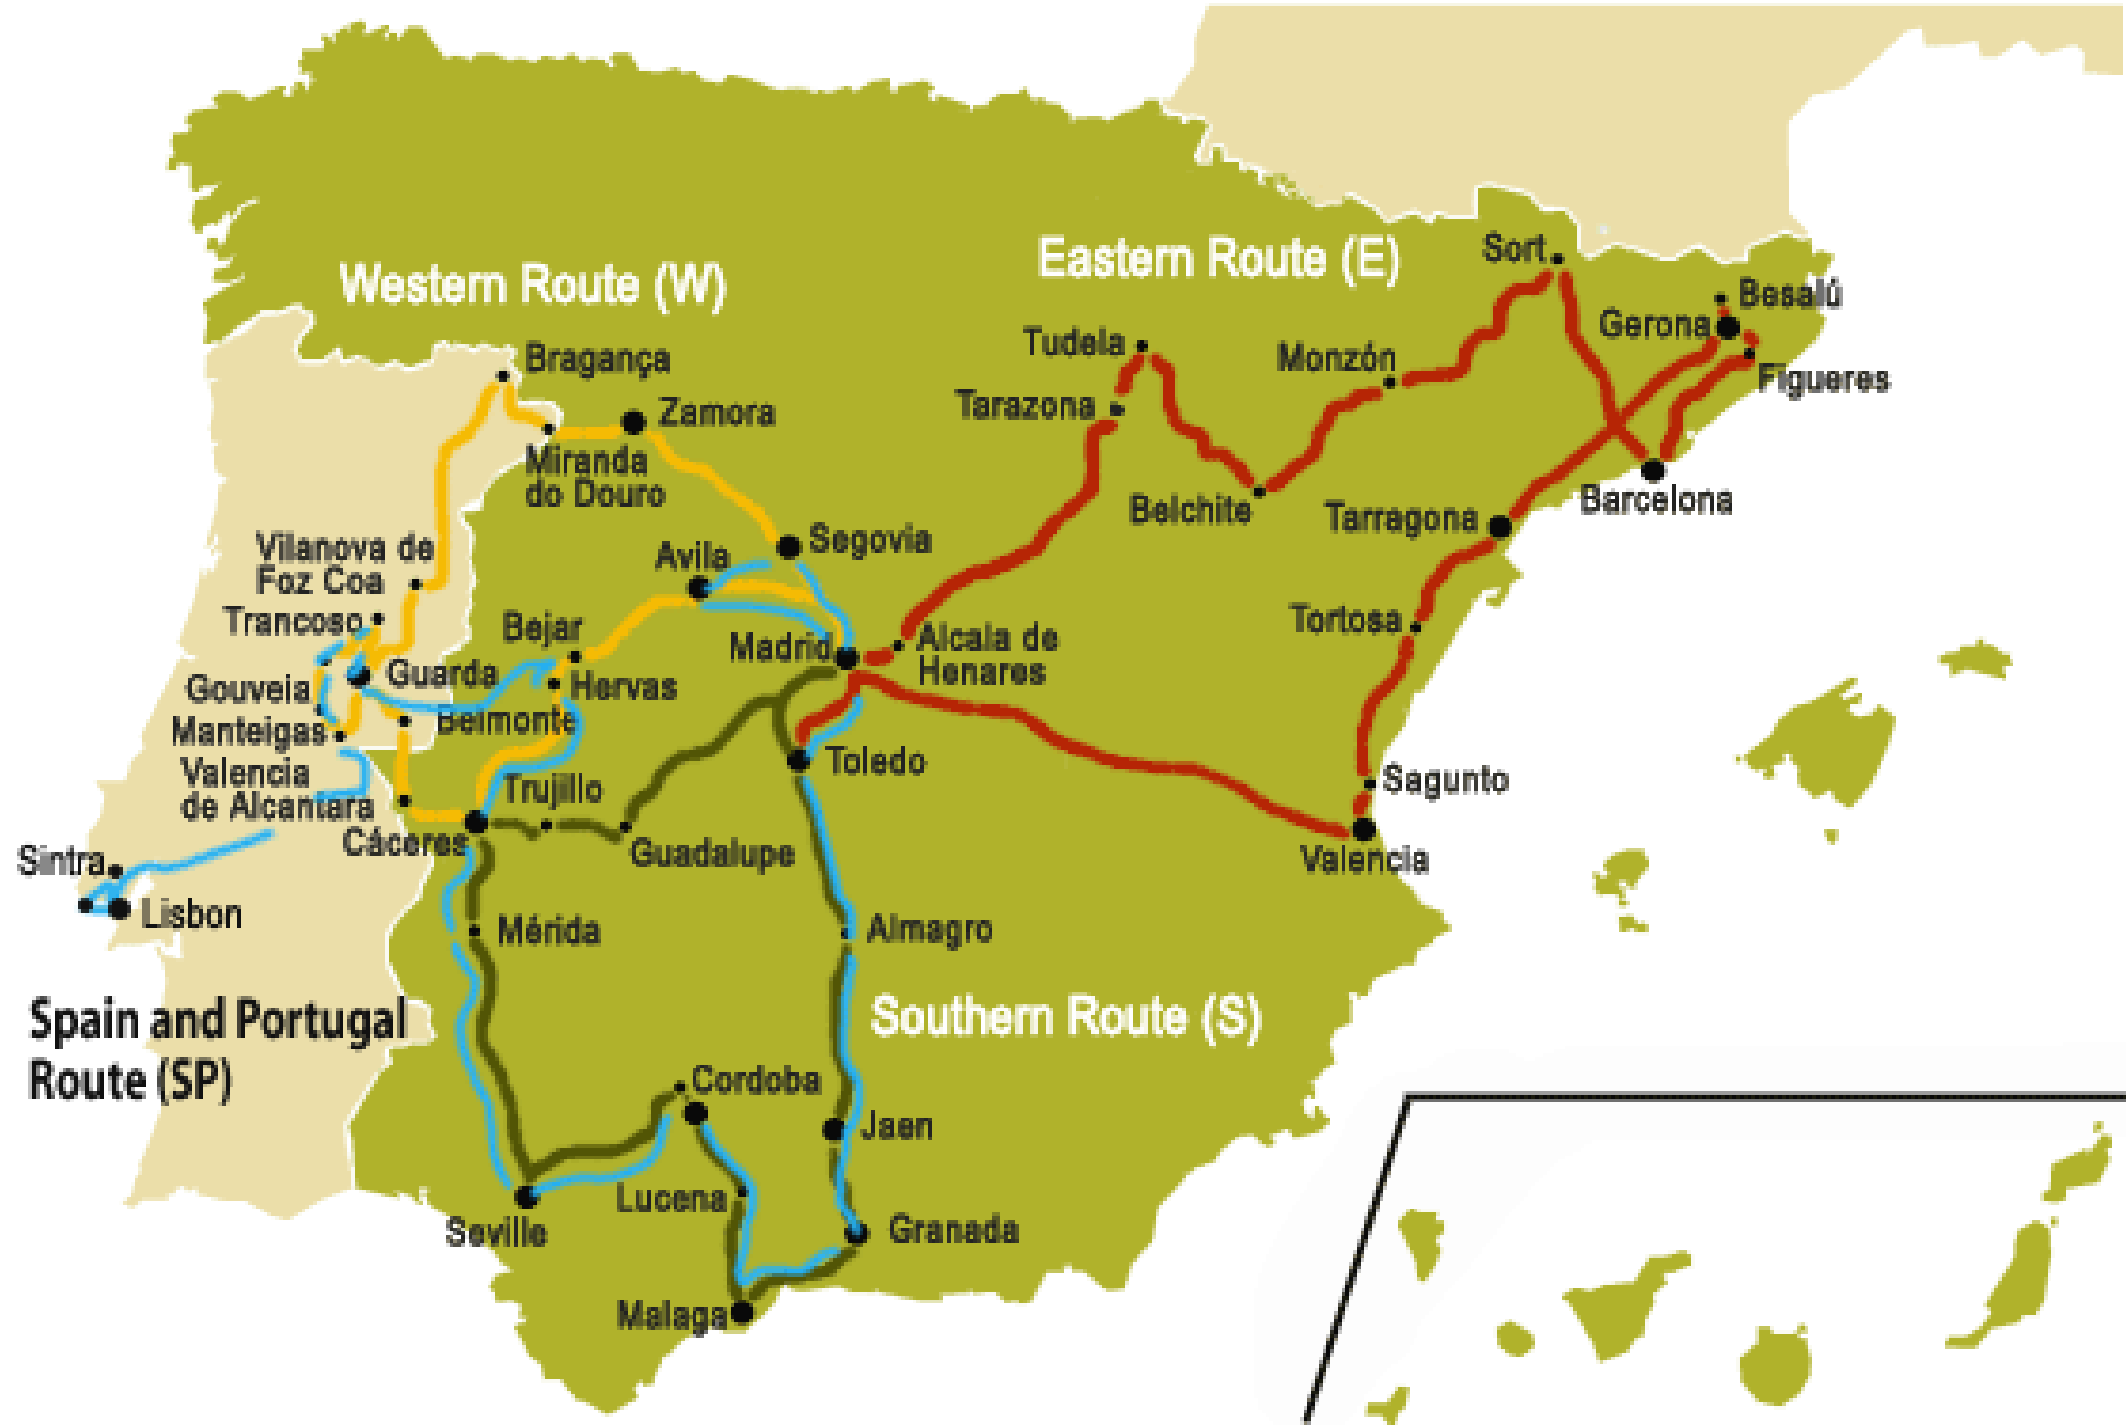 Eastern Route (E)
Western Route (W)
Sort
Besalú
Gerona
Tudela
Monzón
Figueres
Bragança
Tarazona
Zamora
Miranda
do Douro
Belchite
Tarragona
Barcelona
Vilanova de
Foz Coa
Avila
Segovia
Trancoso
Bejar
Tortosa
Madrid
Alcala de
Henares
Gouveia
Guarda
Hervas
Manteigas
Belmonte
Valencia
de Alcantara
Toledo
Trujillo
Sagunto
Cáceres
Guadalupe
Valencia
Sintra
Lisbon
Mérida
Almagro
Spain and Portugal
Route (SP)
Southern Route (S)
Cordoba
Jaen
Lucena
Seville
Granada
Malaga